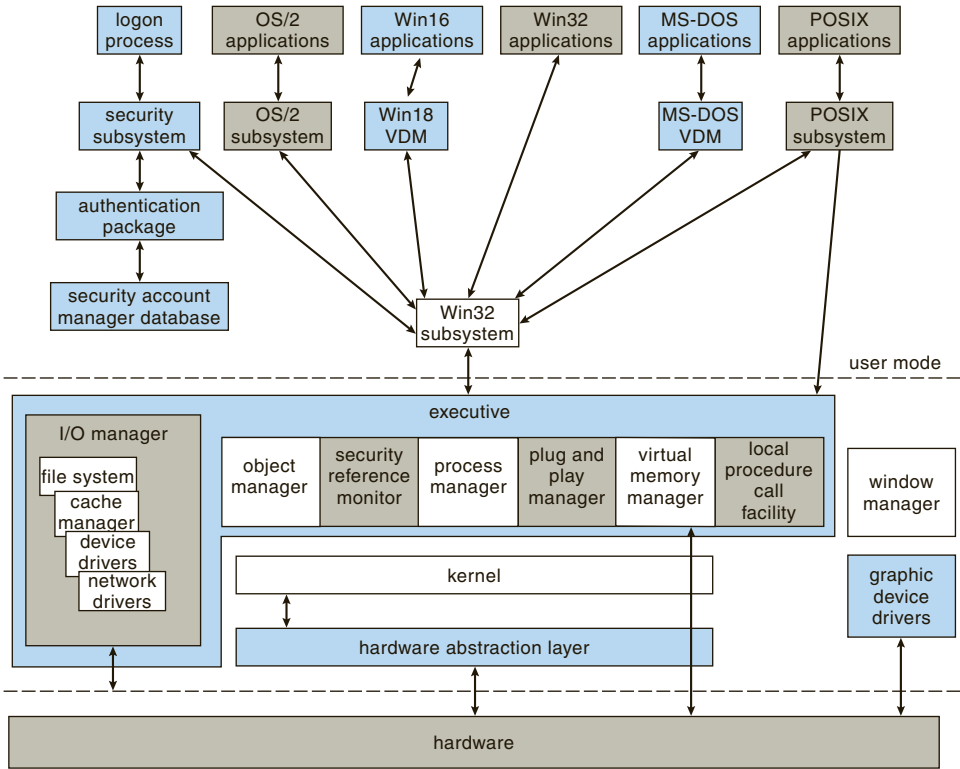 logon
process
OS/2
applications
Win16
applications
Win32
applications
MS-DOS
applications
POSIX
applications
security
subsystem
OS/2
subsystem
Win18
VDM
MS-DOS
VDM
POSIX
subsystem
authentication
package
security account
manager database
Win32
subsystem
user mode
executive
I/O manager
file system
cache
manager
device
drivers
network
drivers
object
manager
security
reference
monitor
process
manager
plug and
play
manager
virtual
memory
manager
local
procedure
call
facility
window
manager
kernel
graphic
device
drivers
hardware abstraction layer
hardware